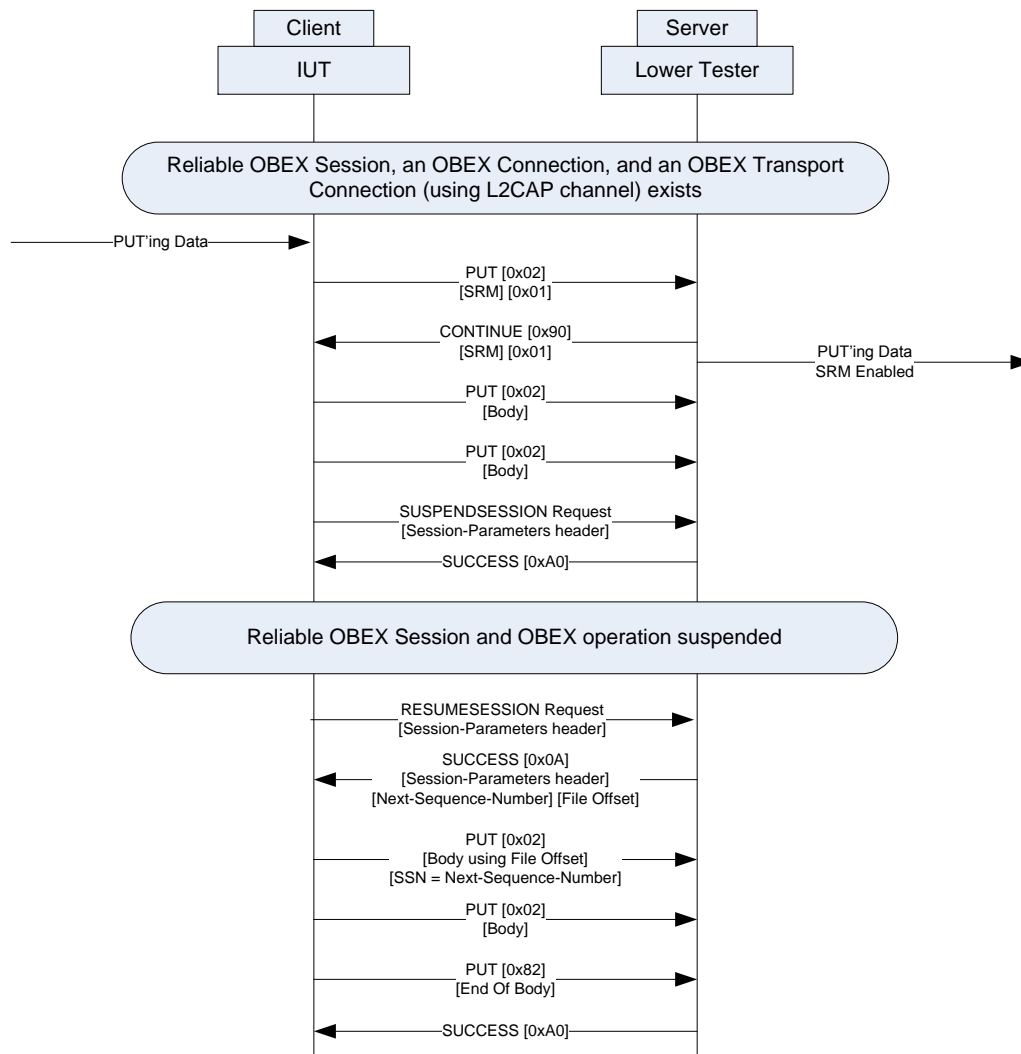 Client
Server
IUT
Lower Tester
Reliable OBEX Session, an OBEX Connection, and an OBEX Transport
Connection (using L2CAP channel) exists
PUT'ing Data
PUT [0x02]
[SRM] [0x01]
CONTINUE [0x90]
[SRM] [0x01]
PUT'ing Data
SRM Enabled
PUT [0x02]
[Body]
PUT [0x02]
[Body]
SUSPENDSESSION Request
[Session-Parameters header]
SUCCESS [0xA0]
Reliable OBEX Session and OBEX operation suspended
RESUMESESSION Request
[Session-Parameters header]
SUCCESS [0x0A]
[Session-Parameters header]
[Next-Sequence-Number] [File Offset]
PUT [0x02]
[Body using File Offset]
[SSN = Next-Sequence-Number]
PUT [0x02]
[Body]
PUT [0x82]
[End Of Body]
SUCCESS [0xA0]